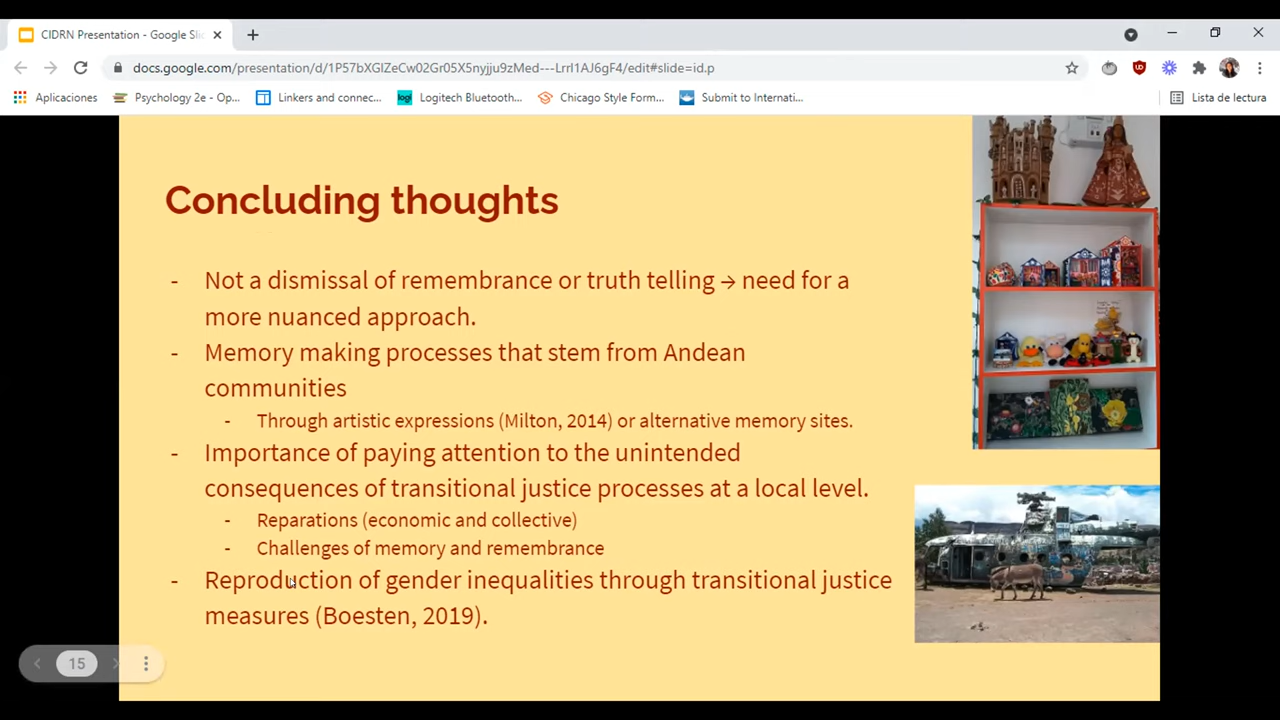 CIDRN Presentation - Google Slic
docs.google.com/presentation/d/1P57bXGlZeCw02Gr05X5nyjju9zMed---LrrI1AJ6gF4/edit#slide=id.p
Aplicaciones
Psychology 2e - Op...
Linkers and connec...
logi
Logitech Bluetooth...
Chicago Style Form...
Submit to Internati...
Lista de lectura
Concluding thoughts
- Not a dismissal of remembrance or truth telling → need for a
more nuanced approach.
- Memory making processes that stem from Andean
communities
- Through artistic expressions (Milton, 2014) or alternative memory sites.
- Importance of paying attention to the unintended
consequences of transitional justice processes at a local level.
- Reparations (economic and collective)
- Challenges of memory and remembrance
- Reproduction of gender inequalities through transitional justice
measures (Boesten, 2019).
15